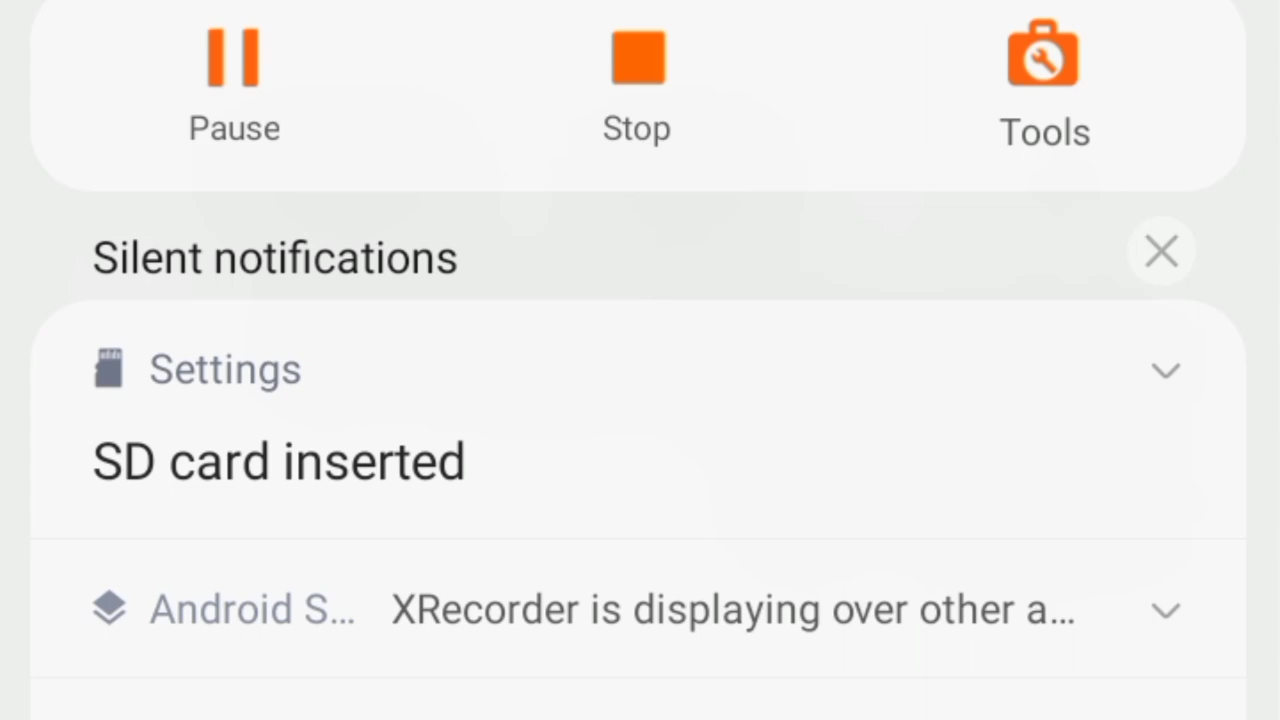 Pause Stop Tools
Silent notifications
Settings
SD card inserted
Android S... XRecorder is displaying over other a...